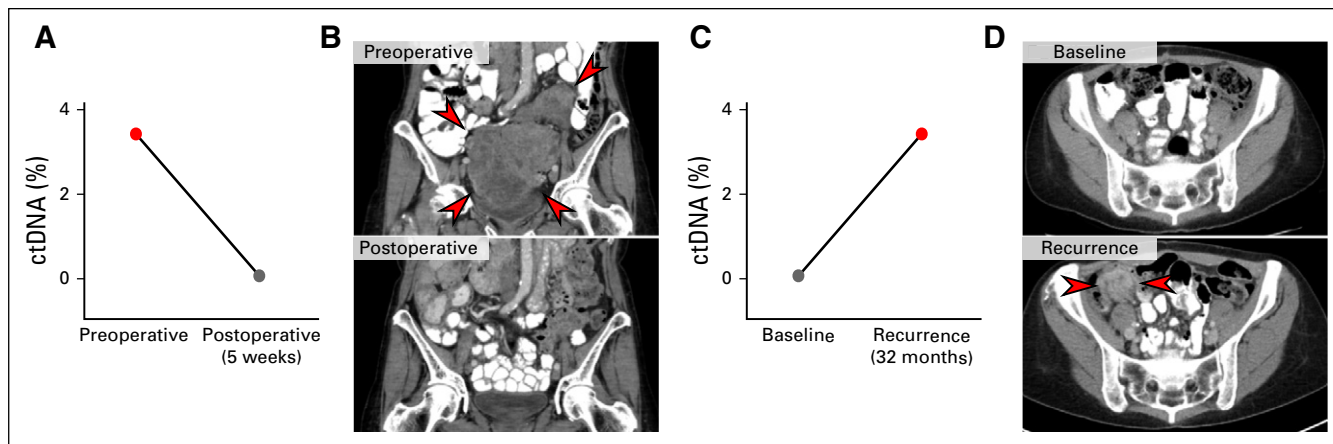 A
ctDNA (%)
4
2
0
Preoperative
Postoperative
(5 weeks)
B
Preoperative
Postoperative
C
ctDNA (%)
4
2
0
Baseline
Recurrence
(32 months)
D
Baseline
Recurrence